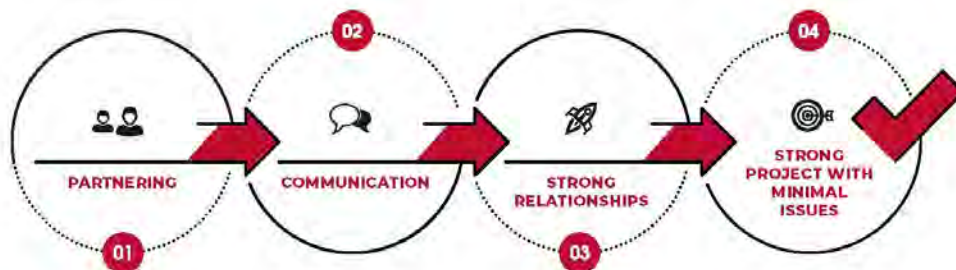 02
04
PARTNERING
COMMUNICATION
STRONG
RELATIONSHIPS
STRONG
PROJECT WITH
MINIMAL
ISSUES
01
03